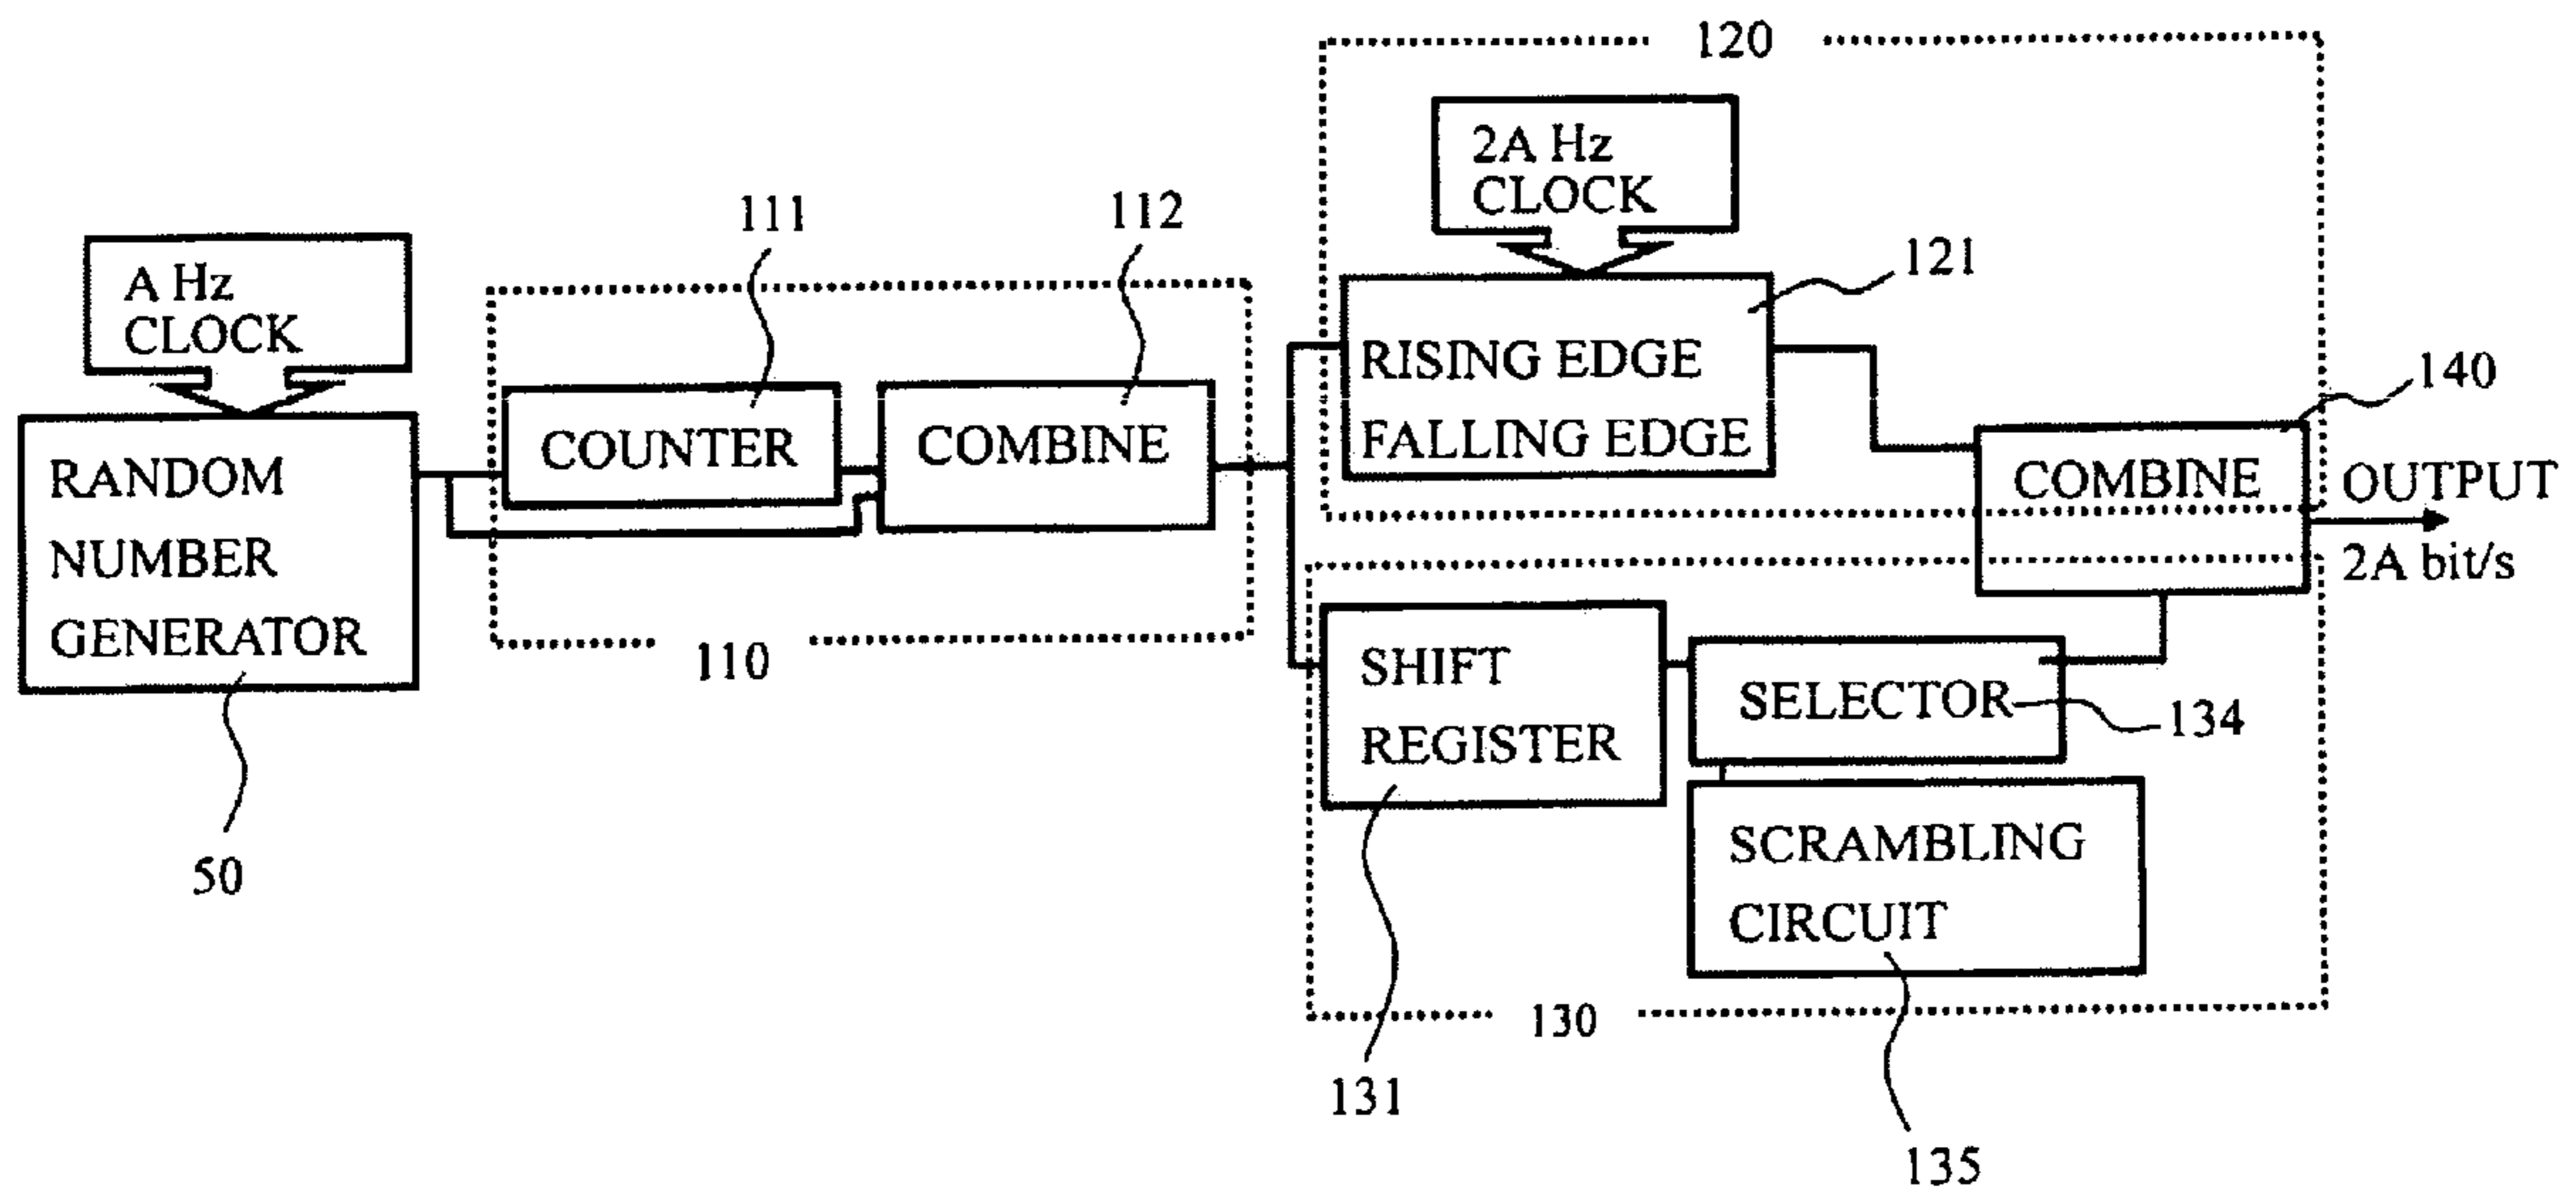 120
2A Hz
CLOCK
111
112
121
A Hz
CLOCK
RISING EDGE
FALLING EDGE
140
COUNTER
COMBINE
COMBINE
OUTPUT
2A bit/s
RANDOM
NUMBER
GENERATOR
110
SHIFT
REGISTER
SELECTOR
134
SCRAMBLING
CIRCUIT
50
130
131
135